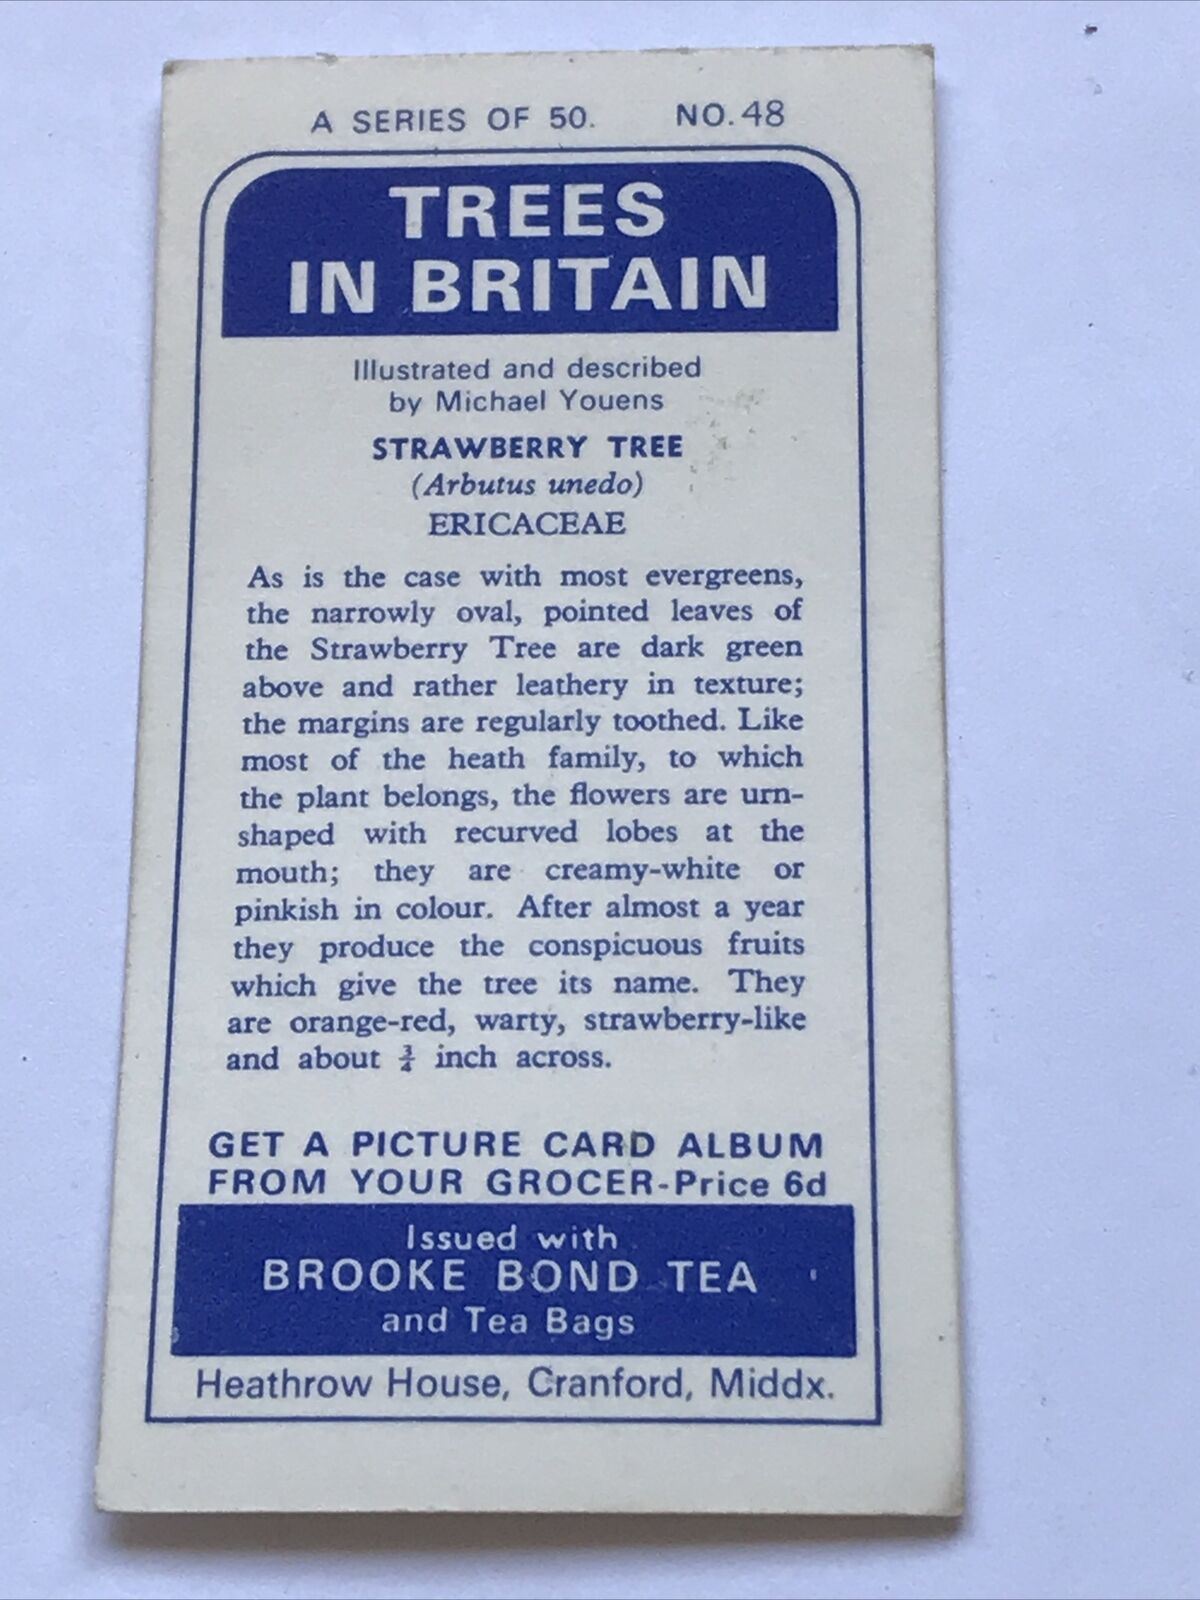 A SERIES OF 50. NO. 48
TREES
IN BRITAIN
Illustrated and described
by Michael Youens
STRAWBERRY TREE
(Arbutus unedo)
ERICACEAE
As is the case with most evergreens,
the narrowly oval, pointed leaves of
the Strawberry Tree are dark green
above and rather leathery in texture;
the margins are regularly toothed. Like
most of the heath family, to which
the plant belongs, the flowers are urn-
shaped with recurved lobes at the
mouth; they are creamy-white or
pinkish in colour. After almost a year
they produce the conspicuous fruits
which give the tree its name. They
are orange-red, warty, strawberry-like
and about ¾ inch across.
GET A PICTURE CARD ALBUM
FROM YOUR GROCER-Price 6d
Issued with
BROOKE BOND TEA
and Tea Bags
Heathrow House, Cranford, Middx.